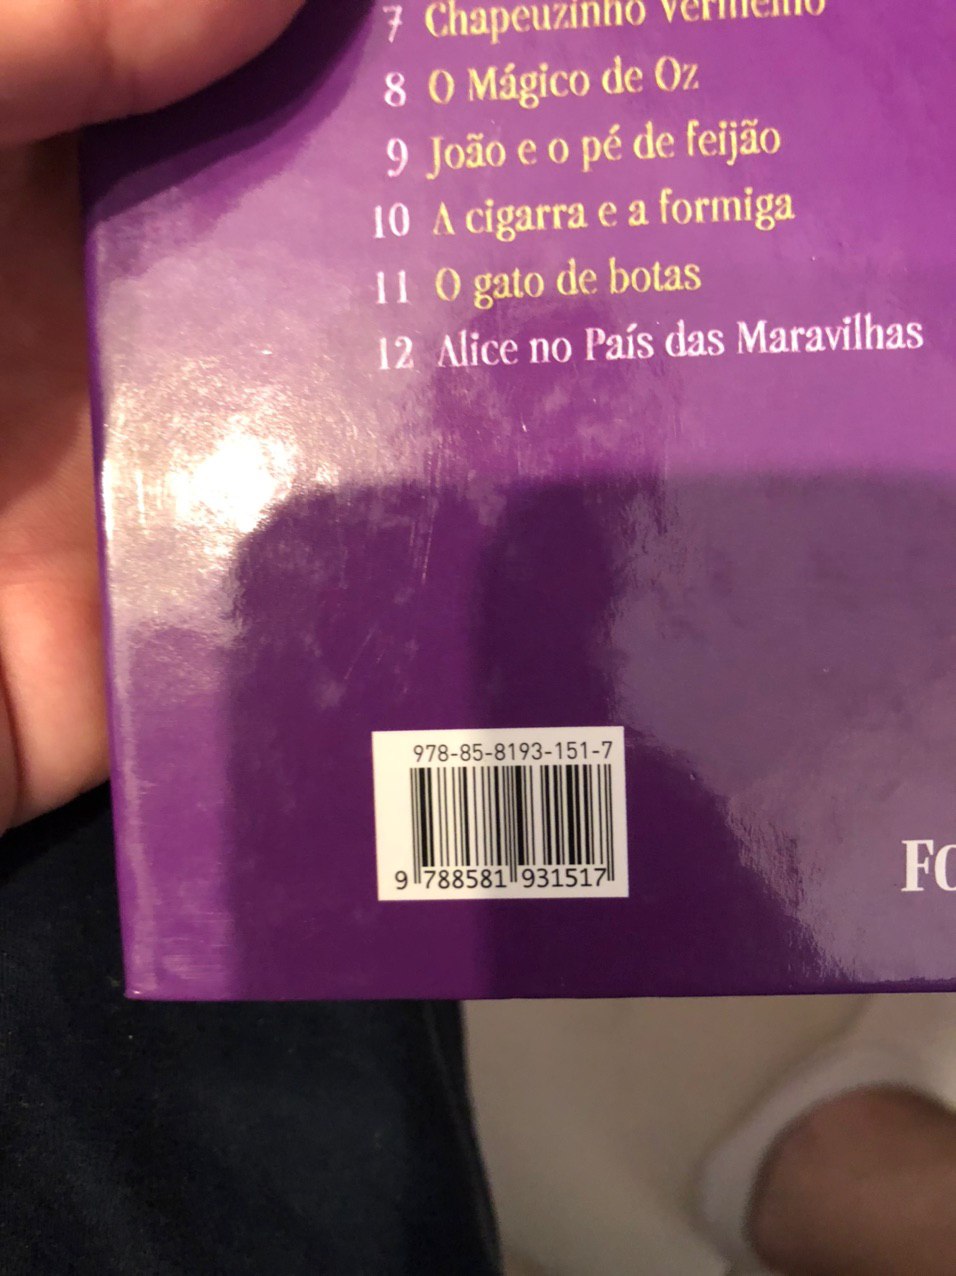 7 Chapeuzinho Vermelho
8 O Mágico de Oz
9 João e o pé de feijão
10 A cigarra e a formiga
11 O gato de botas
12 Alice no País das Maravilhas
978-85-8193-151-7
9 788581 931517